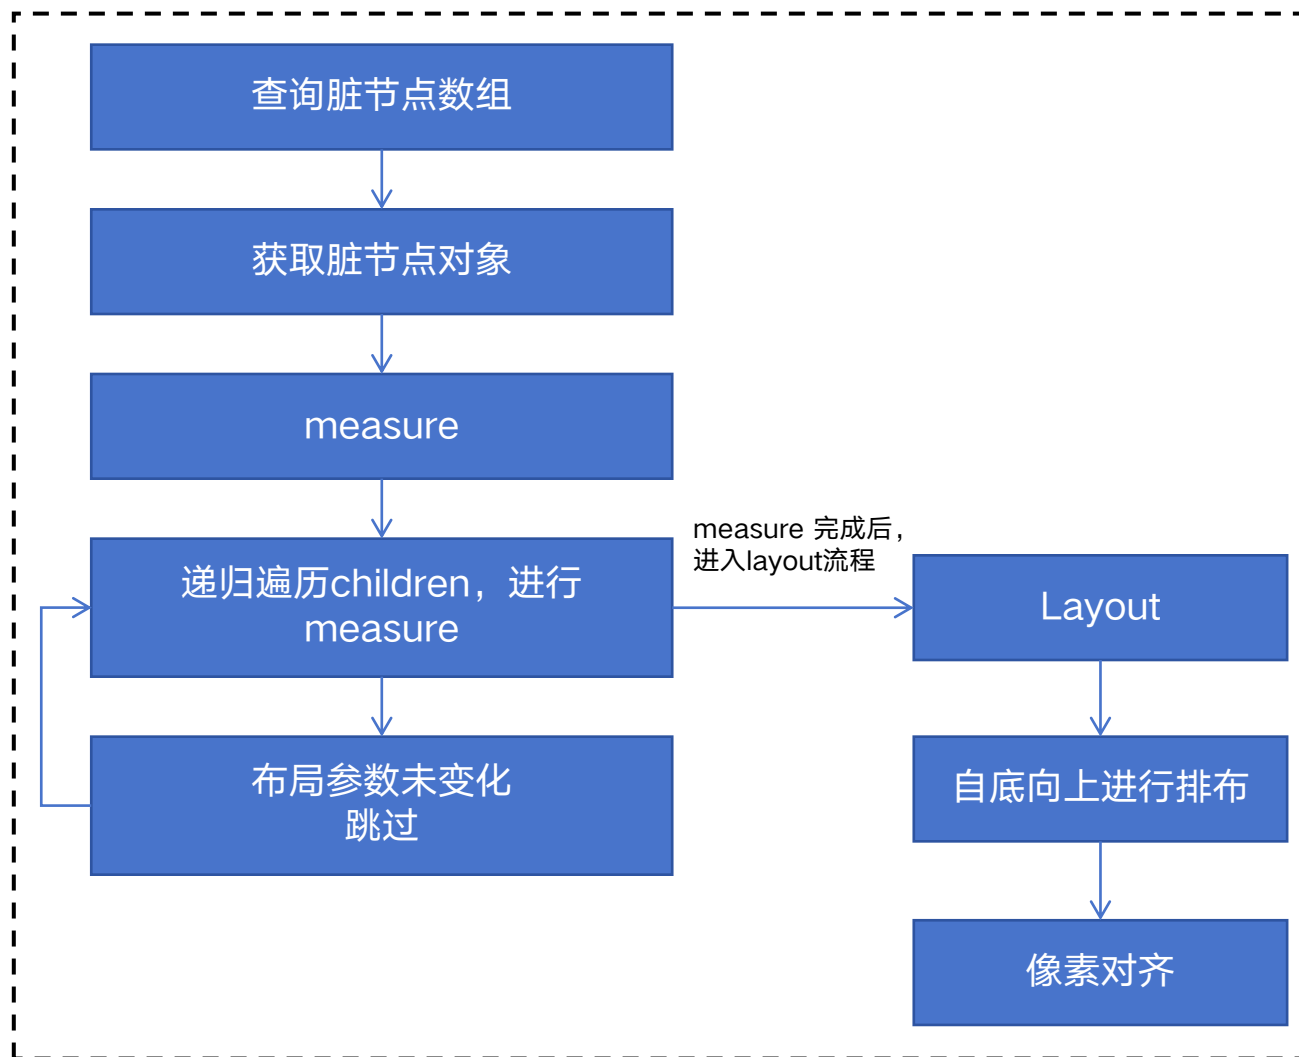 查询脏节点数组
获取脏节点对象
measure
递归遍历children，进行
measure
布局参数未变化
跳过
measure 完成后，
进入layout流程
Layout
自底向上进行排布
像素对齐